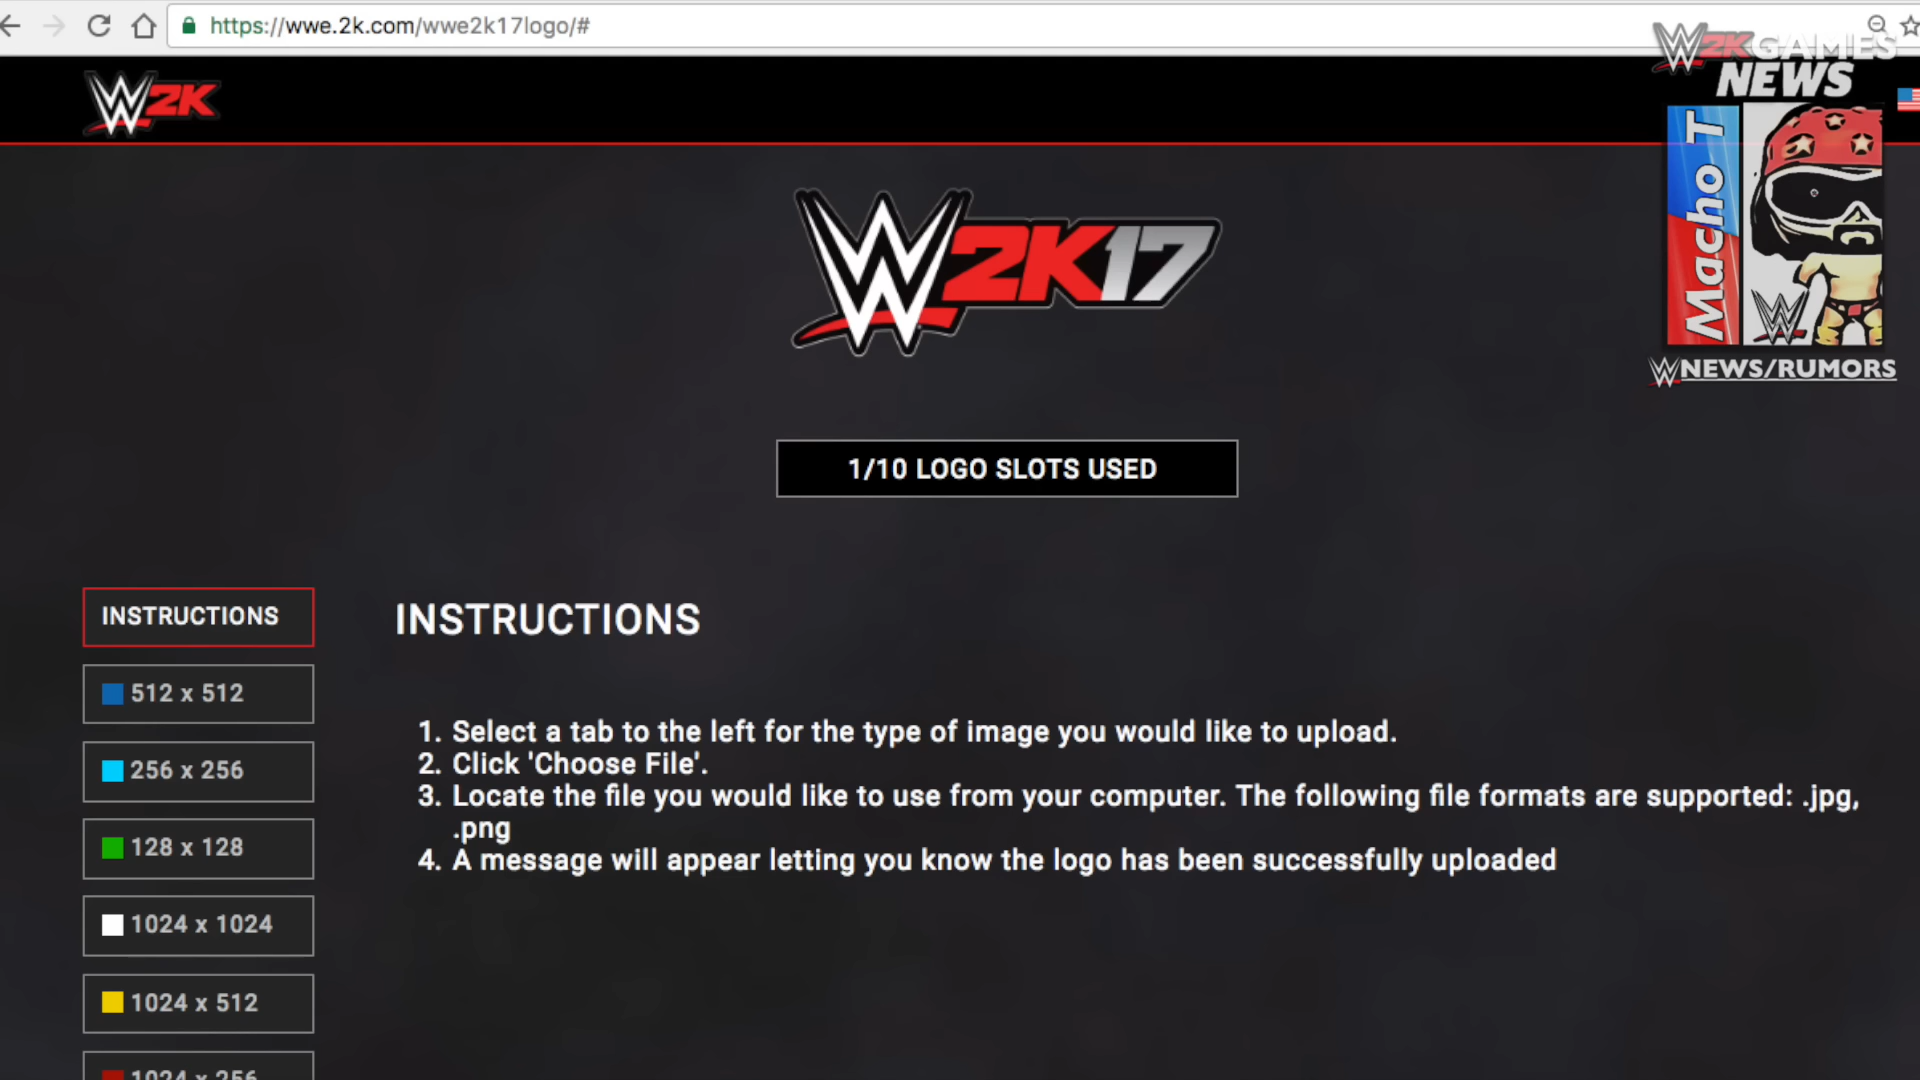 https://wwe.2k.com/wwe2k17logo/#
W2K
W2KGAMES
NEWS
Macho T
W2K17
W
WNEWS/RUMORS
1/10 LOGO SLOTS USED
INSTRUCTIONS
512 x 512
256 x 256
128 x 128
1024 x 1024
1024 x 512
1024 x 256
INSTRUCTIONS
1. Select a tab to the left for the type of image you would like to upload.
2. Click 'Choose File'.
3. Locate the file you would like to use from your computer. The following file formats are supported: .jpg,
.png
4. A message will appear letting you know the logo has been successfully uploaded